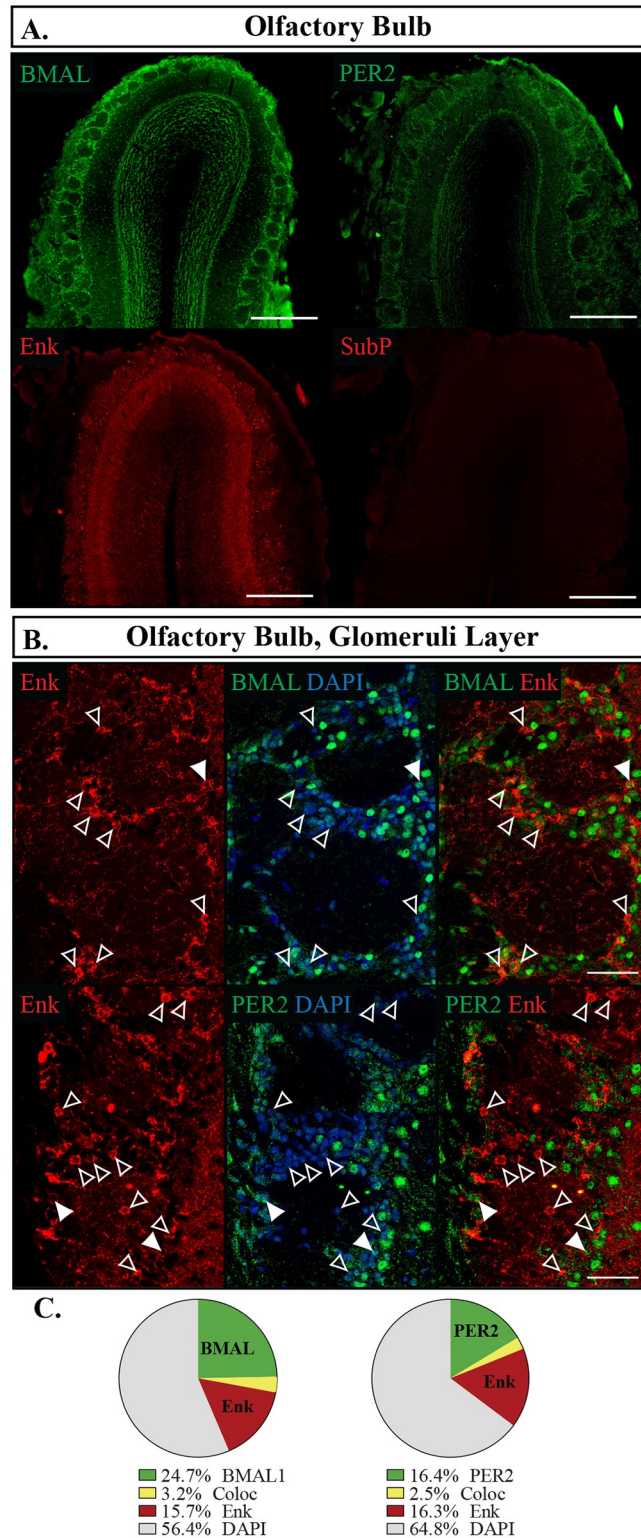 A. Olfactory Bulb
BMAL PER2
Enk SubP
B. Olfactory Bulb, Glomeruli Layer
Enk BMAL DAPI BMAL Enk
Enk PER2 DAPI PER2 Enk
C.
BMAL PER2
Enk Enk
24.7% BMAL1 16.4% PER2
3.2% Coloc 2.5% Coloc
15.7% Enk 16.3% Enk
56.4% DAPI 64.8% DAPI